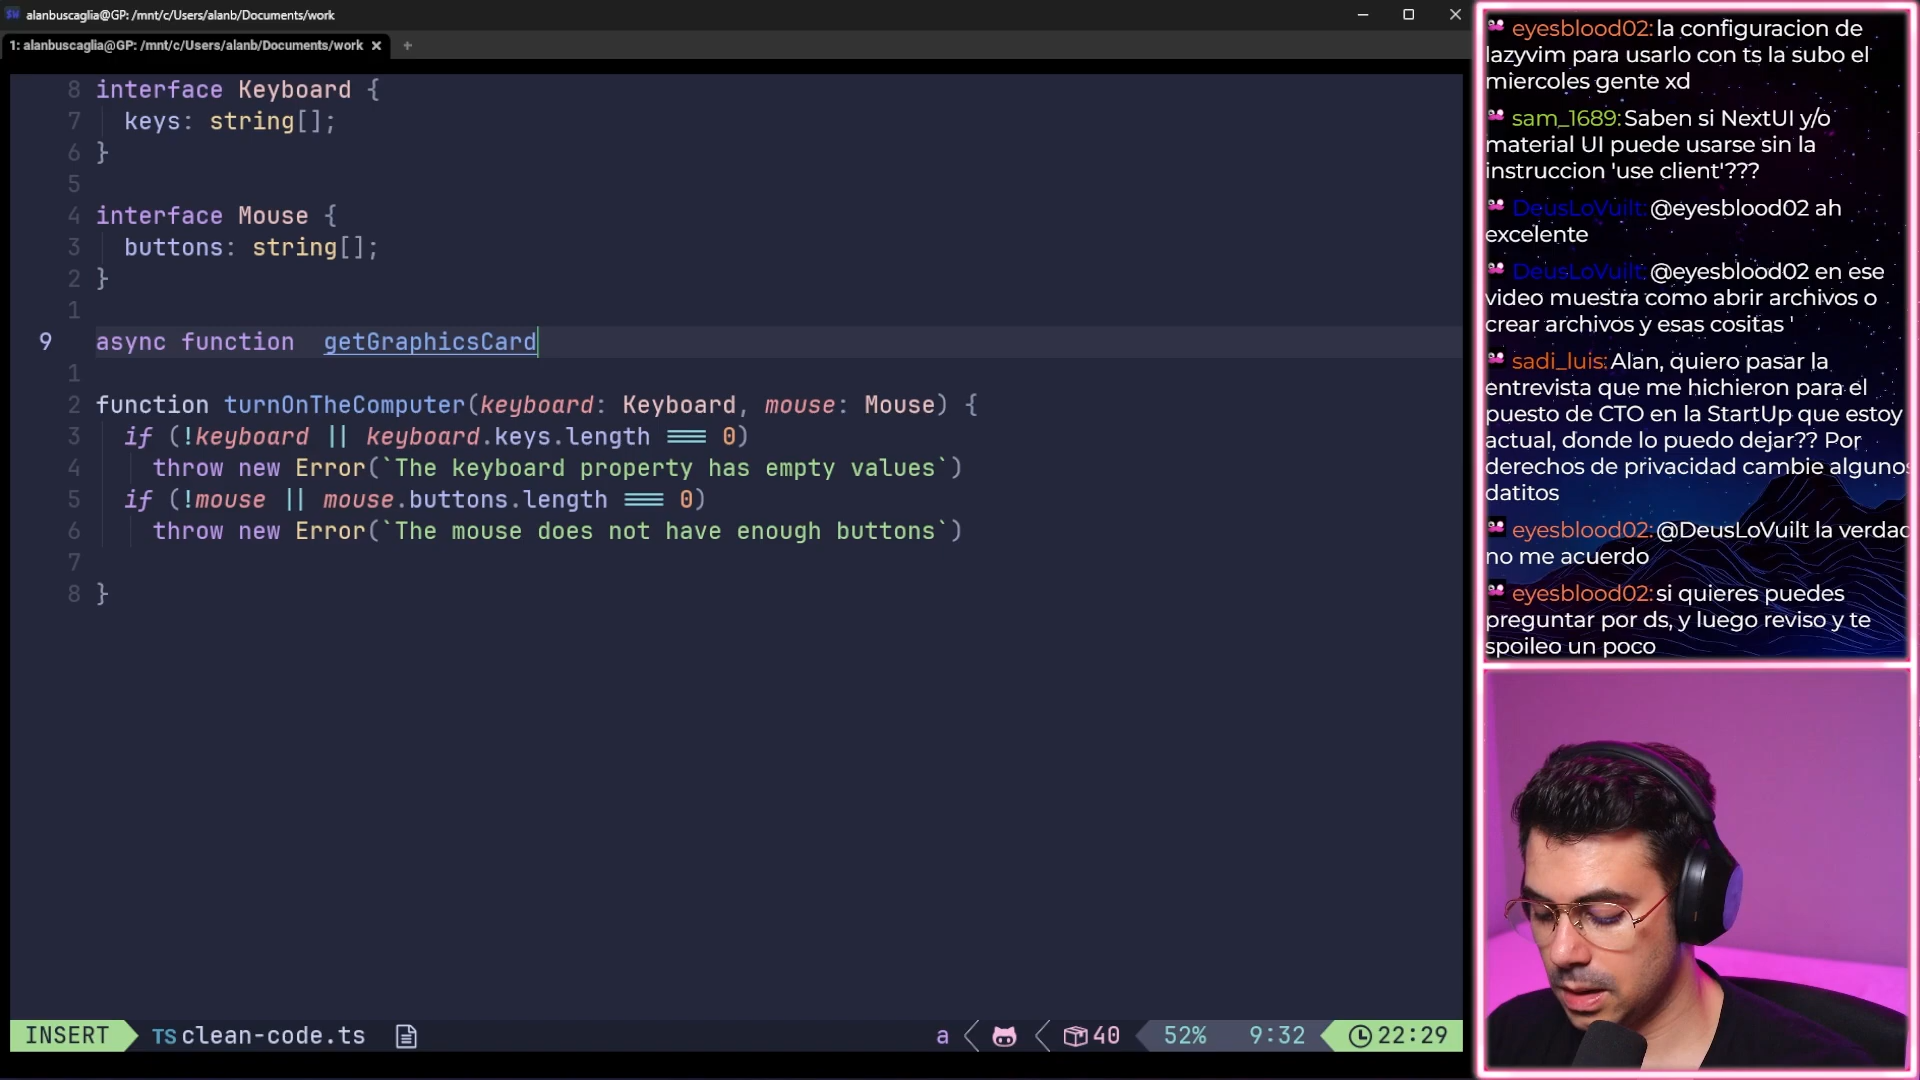 alanbuscaglia@GP: /mnt/c/Users/alanb/Documents/work
1: alanbuscaglia@GP: /mnt/c/Users/alanb/Documents/work × +
8 interface Keyboard {
7 keys: string[];
6 }
5
4 interface Mouse {
3 buttons: string[];
2 }
1
9 async function  getGraphicsCard
1
2 function turnOnTheComputer(keyboard: Keyboard, mouse: Mouse) {
3 if (!keyboard || keyboard.keys.length === 0)
4 throw new Error(`The keyboard property has empty values`)
5 if (!mouse || mouse.buttons.length === 0)
6 throw new Error(`The mouse does not have enough buttons`)
7
8 }
INSERT TS clean-code.ts a 40 52% 9:32 22:29
eyesblood02: la configuracion de
lazyvim para usarlo con ts la subo el
miercoles gente xd
sam_1689: Saben si NextUI y/o
material UI puede usarse sin la
instruccion 'use client'???
DeusLoVuilt: @eyesblood02 ah
excelente
DeusLoVuilt: @eyesblood02 en ese
video muestra como abrir archivos o
crear archivos y esas cositas '
sadi_luis: Alan, quiero pasar la
entrevista que me hichieron para el
puesto de CTO en la StartUp que estoy
actual, donde lo puedo dejar?? Por
derechos de privacidad cambie algunos
datitos
eyesblood02: @DeusLoVuilt la verdad
no me acuerdo
eyesblood02: si quieres puedes
preguntar por ds, y luego reviso y te
spoileo un poco